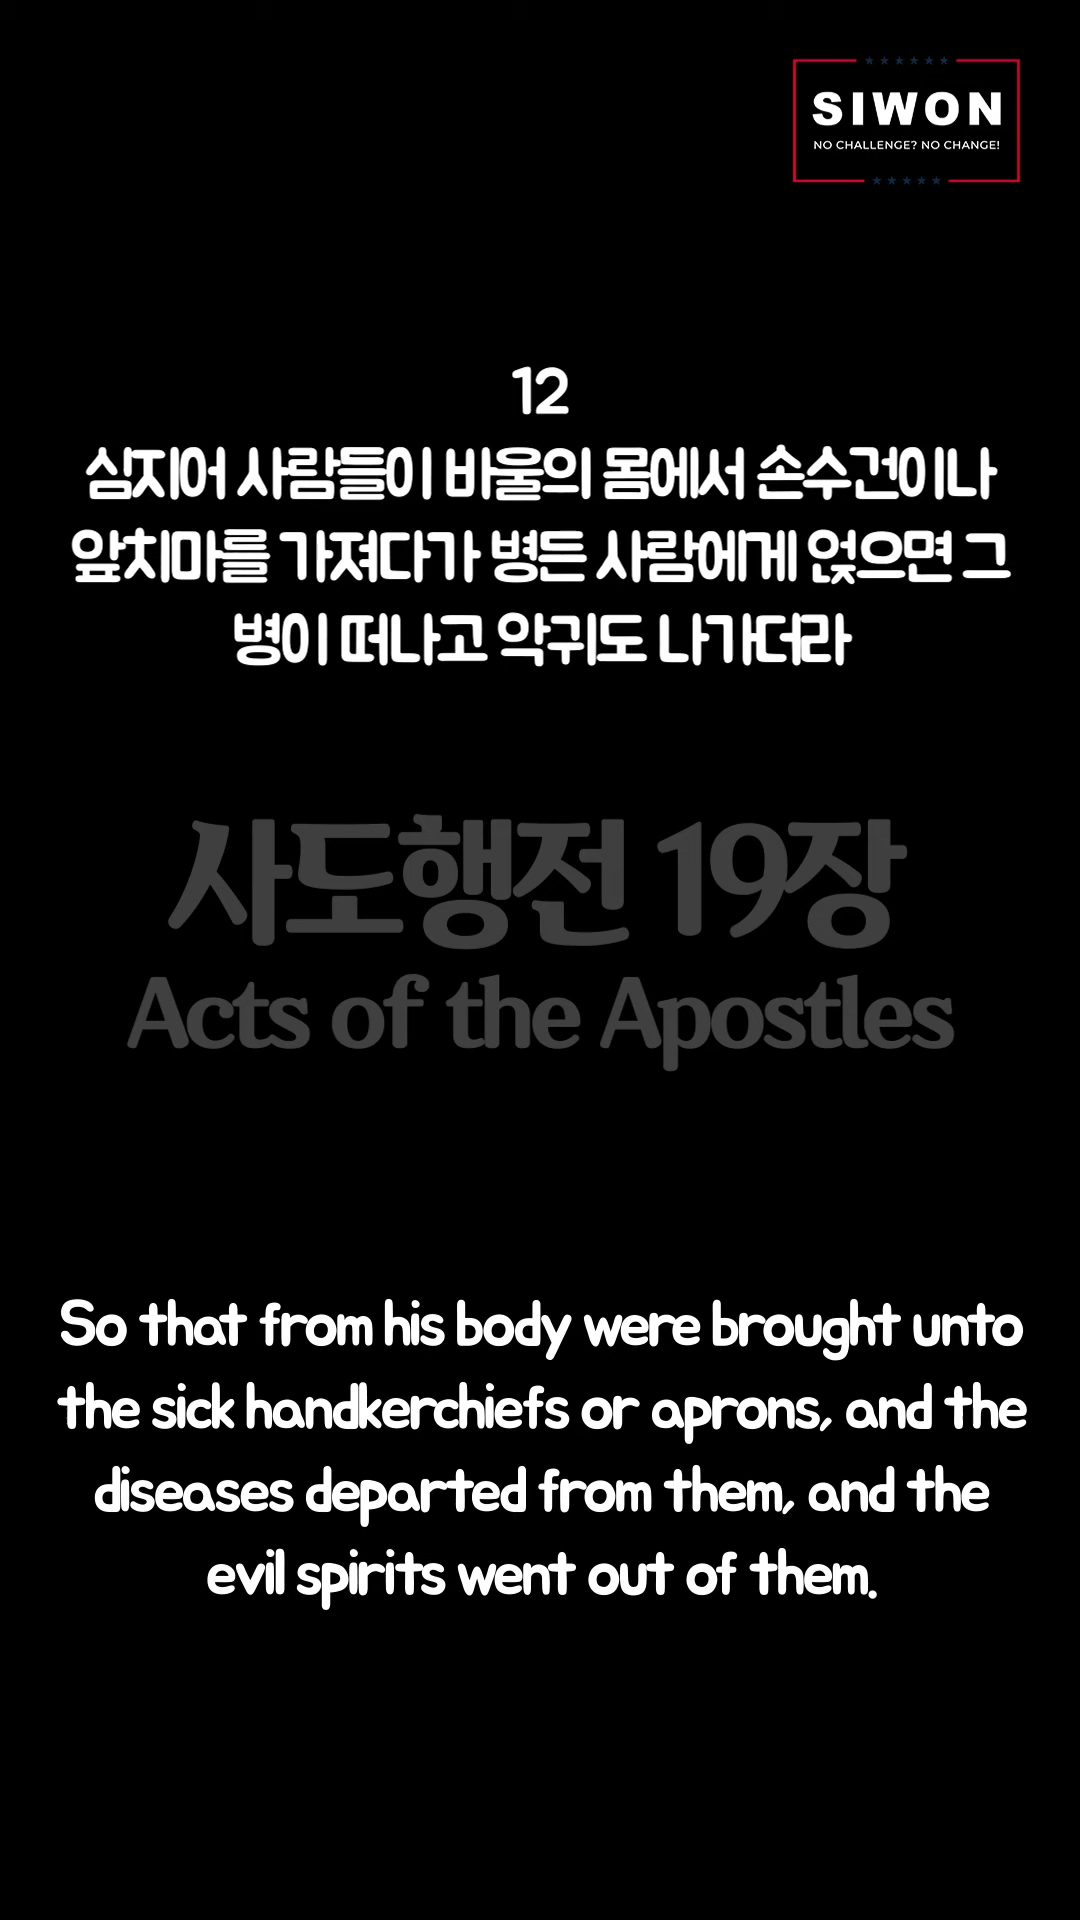 SIWON
NO CHALLENGE? NO CHANGE!
12
심지어 사람들이 바울의 몸에서 손수건이나
앞치마를 가져다가 병든 사람에게 얹으면 그
병이 떠나고 악귀도 나가더라
사도행전 19장
Acts of the Apostles
So that from his body were brought unto
the sick handkerchiefs or aprons, and the
diseases departed from them, and the
evil spirits went out of them.